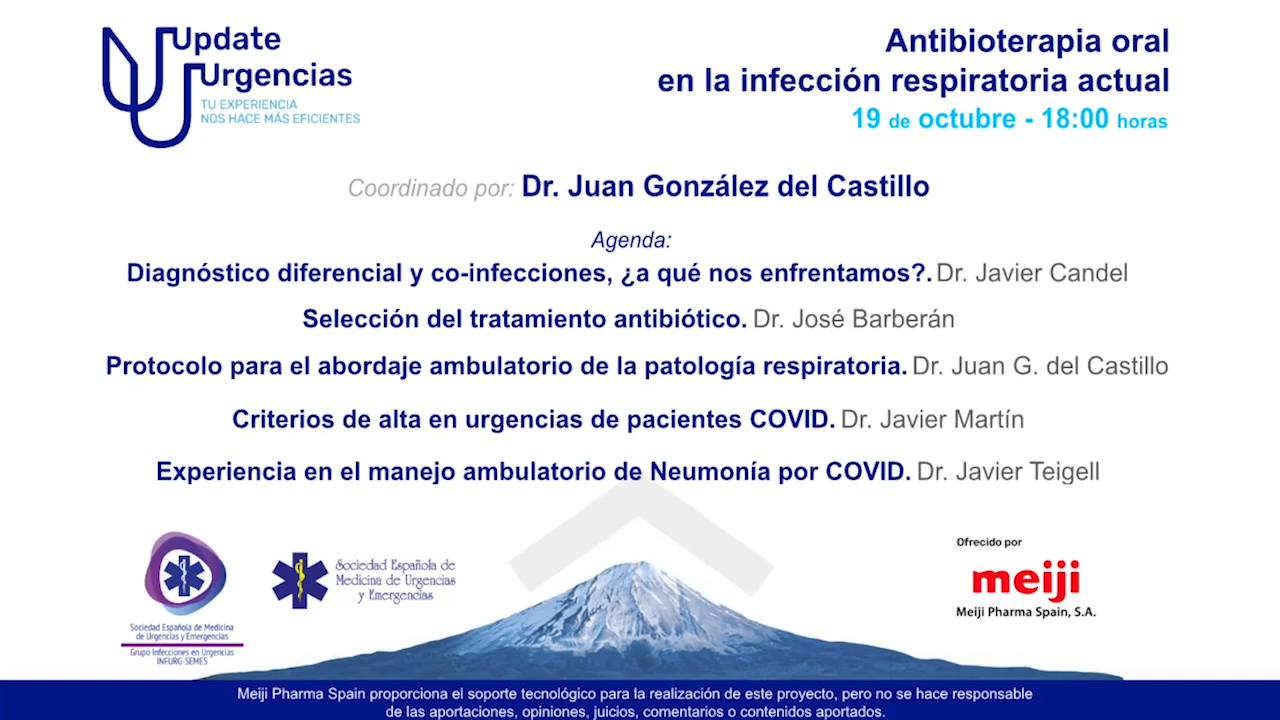 Update
Urgencias
TU EXPERIENCIA
NOS HACE MÁS EFICIENTES
Antibioterapia oral
en la infección respiratoria actual
19 de octubre - 18:00 horas
Coordinado por: Dr. Juan González del Castillo
Agenda:
Diagnóstico diferencial y co-infecciones, ¿a qué nos enfrentamos?. Dr. Javier Candel
Selección del tratamiento antibiótico. Dr. José Barberán
Protocolo para el abordaje ambulatorio de la patología respiratoria. Dr. Juan G. del Castillo
Criterios de alta en urgencias de pacientes COVID. Dr. Javier Martín
Experiencia en el manejo ambulatorio de Neumonía por COVID. Dr. Javier Teigell
Sociedad Española de Medicina
de Urgencias y Emergencias
Grupo Infecciones en Urgencias
INFURG-SEMES
Sociedad Española de
Medicina de Urgencias
y Emergencias
Ofrecido por
meiji
Meiji Pharma Spain, S.A.
Meiji Pharma Spain proporciona el soporte tecnológico para la realización de este proyecto, pero no se hace responsable
de las aportaciones, opiniones, juicios, comentarios o contenidos aportados.